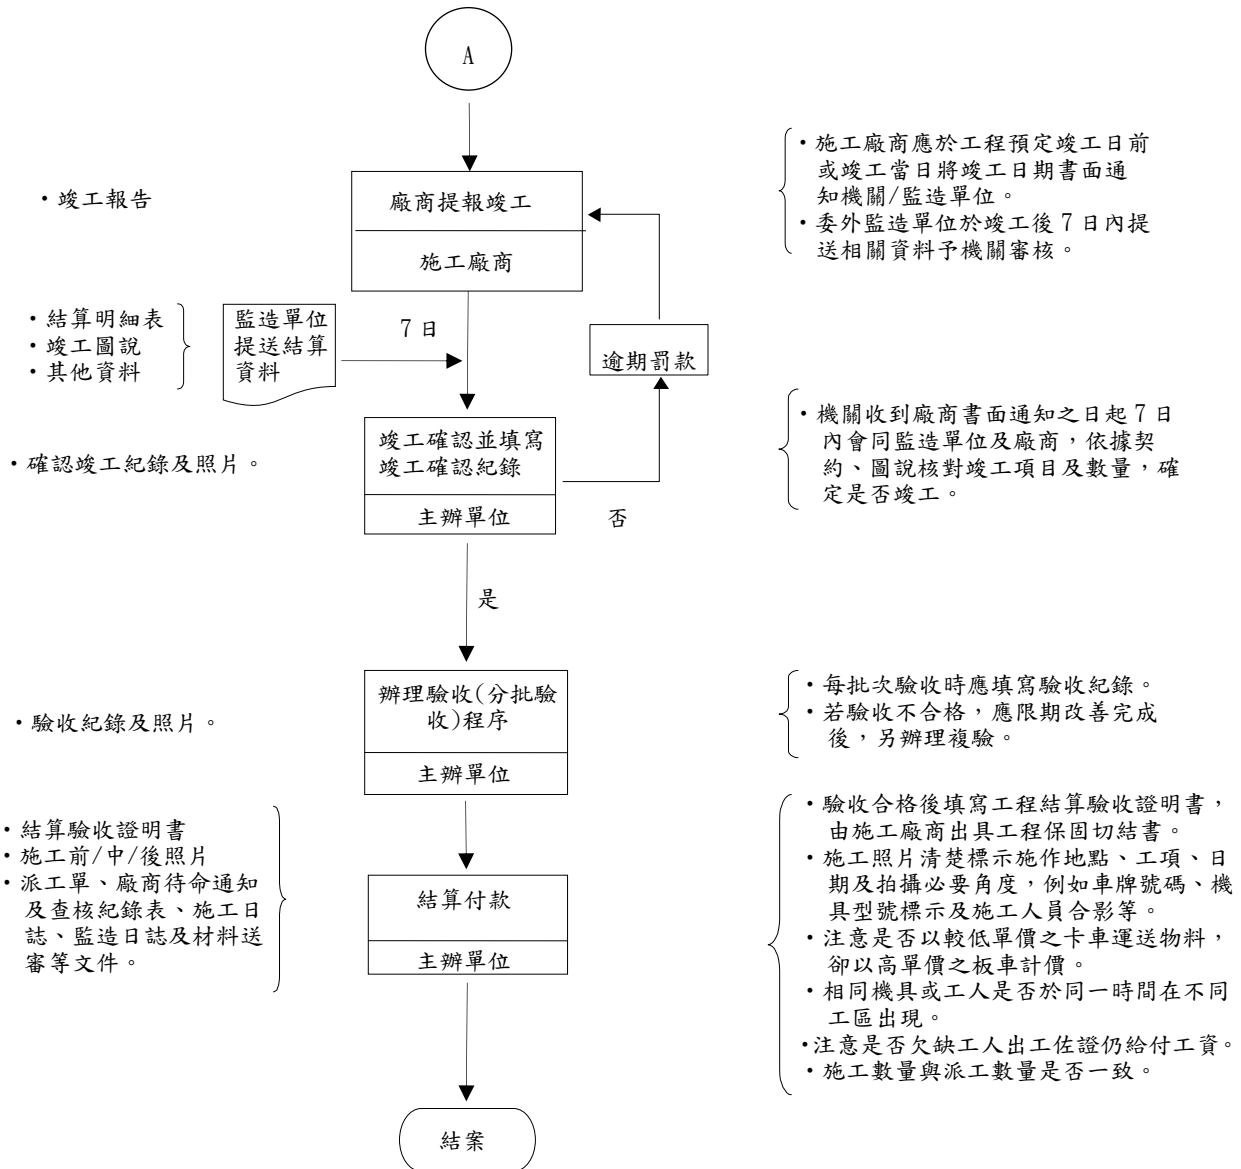 A
・竣工報告
廠商提報竣工
施工廠商
・施工廠商應於工程預定竣工日前
或竣工當日將竣工日期書面通
知機關/監造單位。
・委外監造單位於竣工後7日內提
送相關資料予機關審核。
・結算明細表
・竣工圖說
・其他資料
監造單位
提送結算
資料
7日
逾期罰款
・確認竣工紀錄及照片。
竣工確認並填寫
竣工確認紀錄
主辦單位
否
・機關收到廠商書面通知之日起7日
內會同監造單位及廠商，依據契
約、圖說核對竣工項目及數量，確
定是否竣工。
是
・驗收紀錄及照片。
辦理驗收(分批驗
收)程序
主辦單位
・每批次驗收時應填寫驗收紀錄。
・若驗收不合格，應限期改善完成
後，另辦理複驗。
・結算驗收證明書
・施工前/中/後照片
・派工單、廠商待命通知
及查核紀錄表、施工日
誌、監造日誌及材料送
審等文件。
結算付款
主辦單位
・驗收合格後填寫工程結算驗收證明書，
由施工廠商出具工程保固切結書。
・施工照片清楚標示施作地點、工項、日
期及拍攝必要角度，例如車牌號碼、機
具型號標示及施工人員合影等。
・注意是否以較低單價之卡車運送物料，
卻以高單價之板車計價。
・相同機具或工人是否於同一時間在不同
工區出現。
・注意是否欠缺工人出工佐證仍給付工資。
・施工數量與派工數量是否一致。
結案